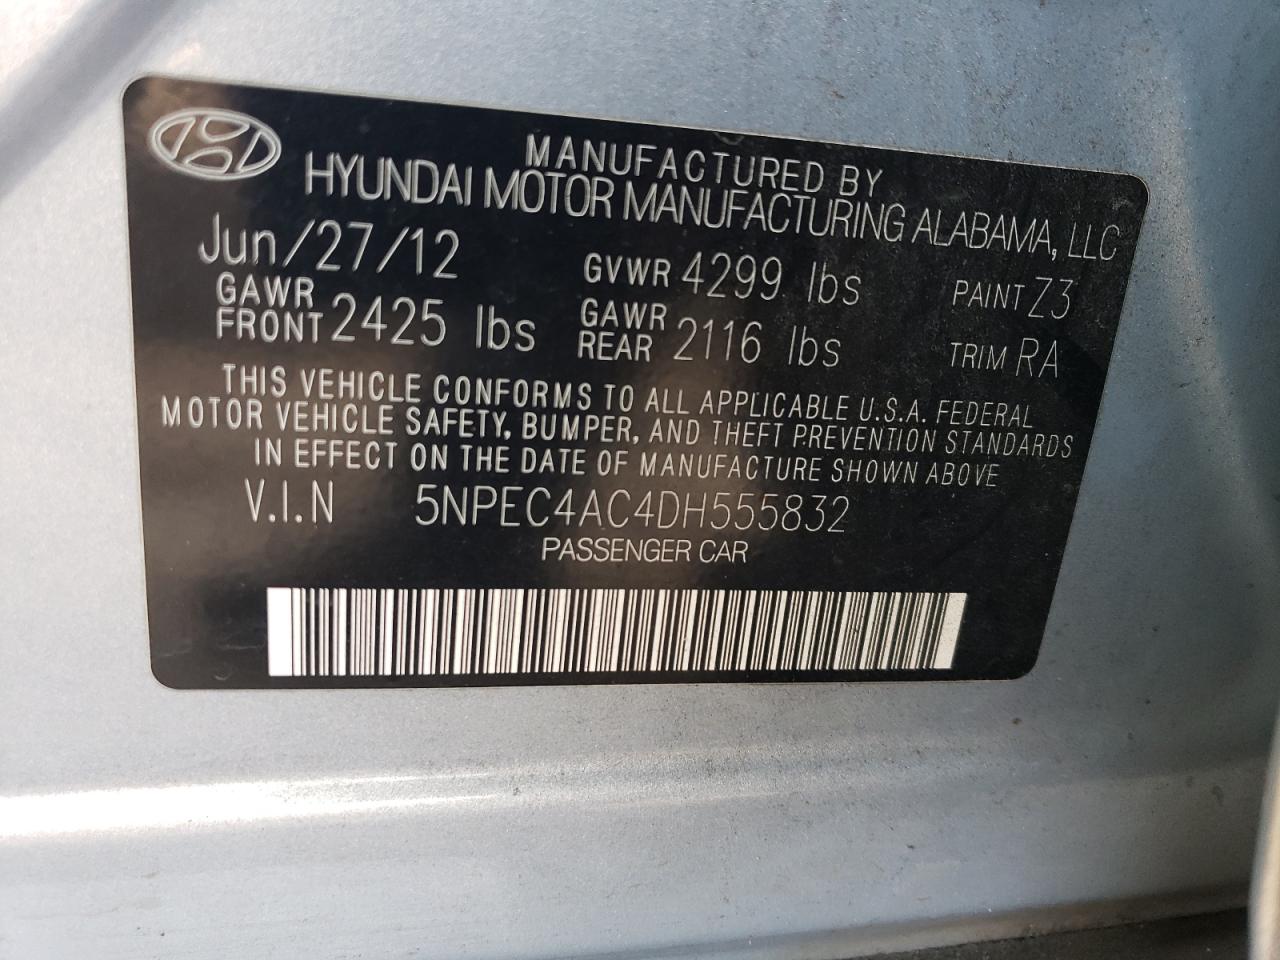 MANUFACTURED BY
HYUNDAI MOTOR MANUFACTURING ALABAMA, LLC
Jun/27/12 GVWR 4299 lbs PAINT Z3
GAWR FRONT 2425 lbs GAWR REAR 2116 lbs TRIM RA
THIS VEHICLE CONFORMS TO ALL APPLICABLE U.S.A. FEDERAL
MOTOR VEHICLE SAFETY, BUMPER, AND THEFT PREVENTION STANDARDS
IN EFFECT ON THE DATE OF MANUFACTURE SHOWN ABOVE
V.I.N 5NPEC4AC4DH555832
PASSENGER CAR